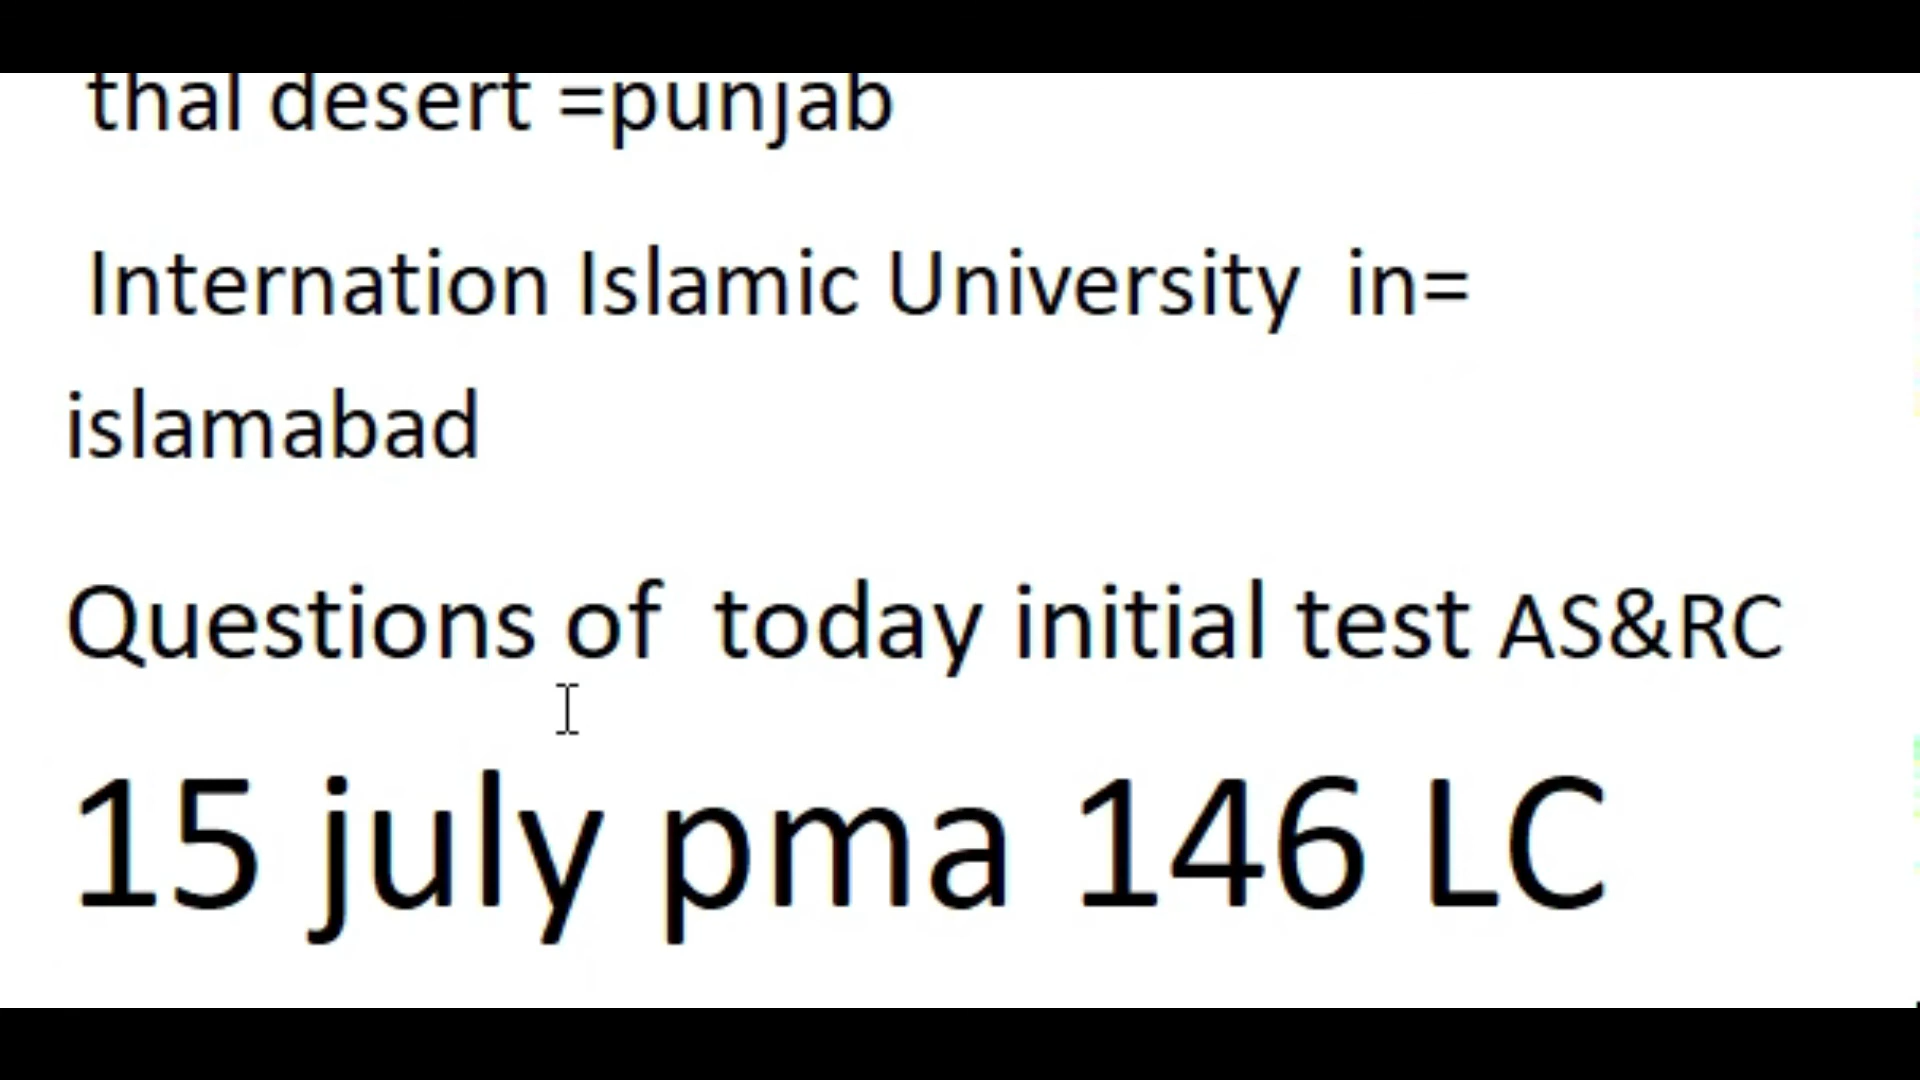 thal desert =punjab
Internation Islamic University in=
islamabad
Questions of today initial test AS&RC
15 july pma 146 LC